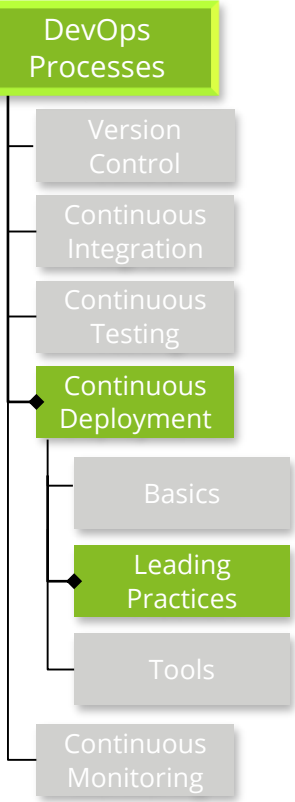 DevOps
Processes
Version
Control
Continuous
Integration
Continuous
Testing
Continuous
Deployment
Basics
Leading
Practices
Tools
Continuous
Monitoring